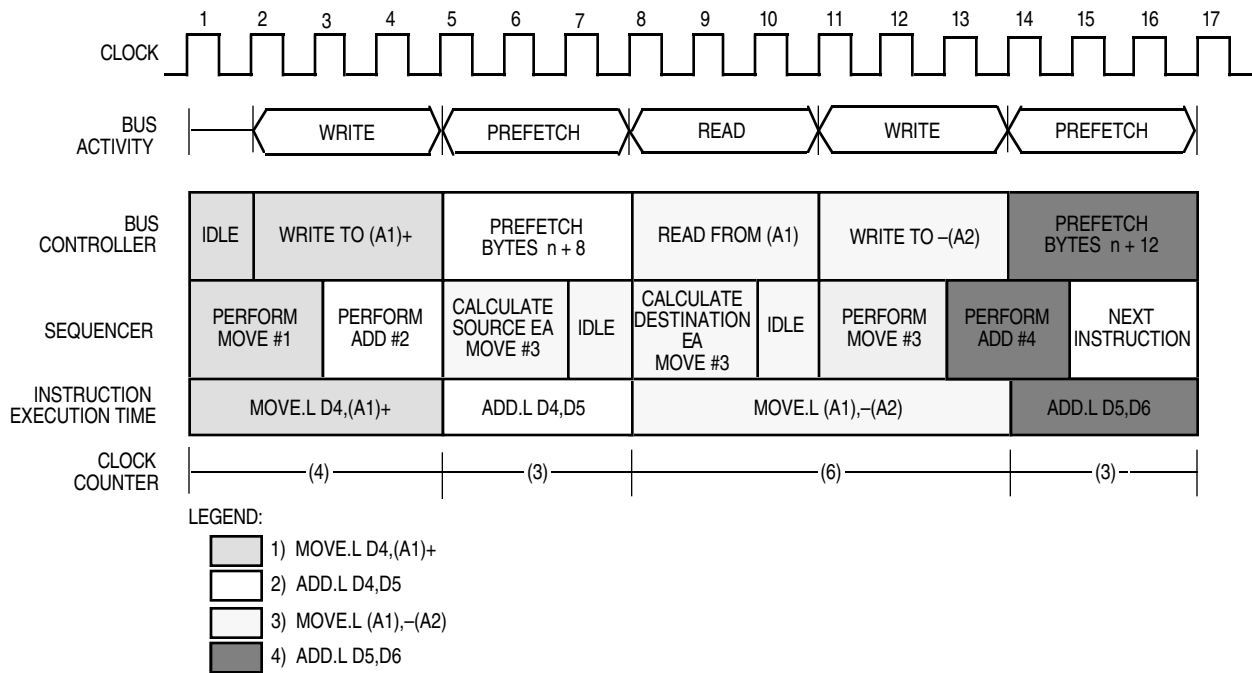 1 2 3 4 5 6 7 8 9 10 11 12 13 14 15 16 17
CLOCK
BUS
ACTIVITY
WRITE PREFETCH READ WRITE PREFETCH
BUS
CONTROLLER
IDLE
WRITE TO (A1)+
PREFETCH
BYTES n + 8
READ FROM (A1)
WRITE TO –(A2)
PREFETCH
BYTES n + 12
SEQUENCER
PERFORM
MOVE #1
PERFORM
ADD #2
CALCULATE
SOURCE EA
MOVE #3
IDLE
CALCULATE
DESTINATION
EA
MOVE #3
IDLE
PERFORM
MOVE #3
PERFORM
ADD #4
NEXT
INSTRUCTION
INSTRUCTION
EXECUTION TIME
MOVE.L D4,(A1)+ ADD.L D4,D5 MOVE.L (A1),–(A2) ADD.L D5,D6
CLOCK
COUNTER
(4) (3) (6) (3)
LEGEND:
1) MOVE.L D4,(A1)+
2) ADD.L D4,D5
3) MOVE.L (A1),–(A2)
4) ADD.L D5,D6